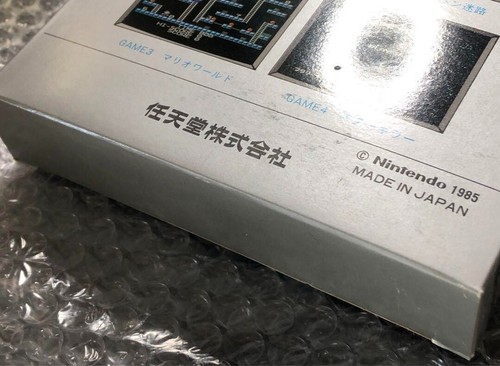 迷路
GAME3 マリオワールド
GAME4
任天堂株式会社
© Nintendo 1985
MADE IN JAPAN